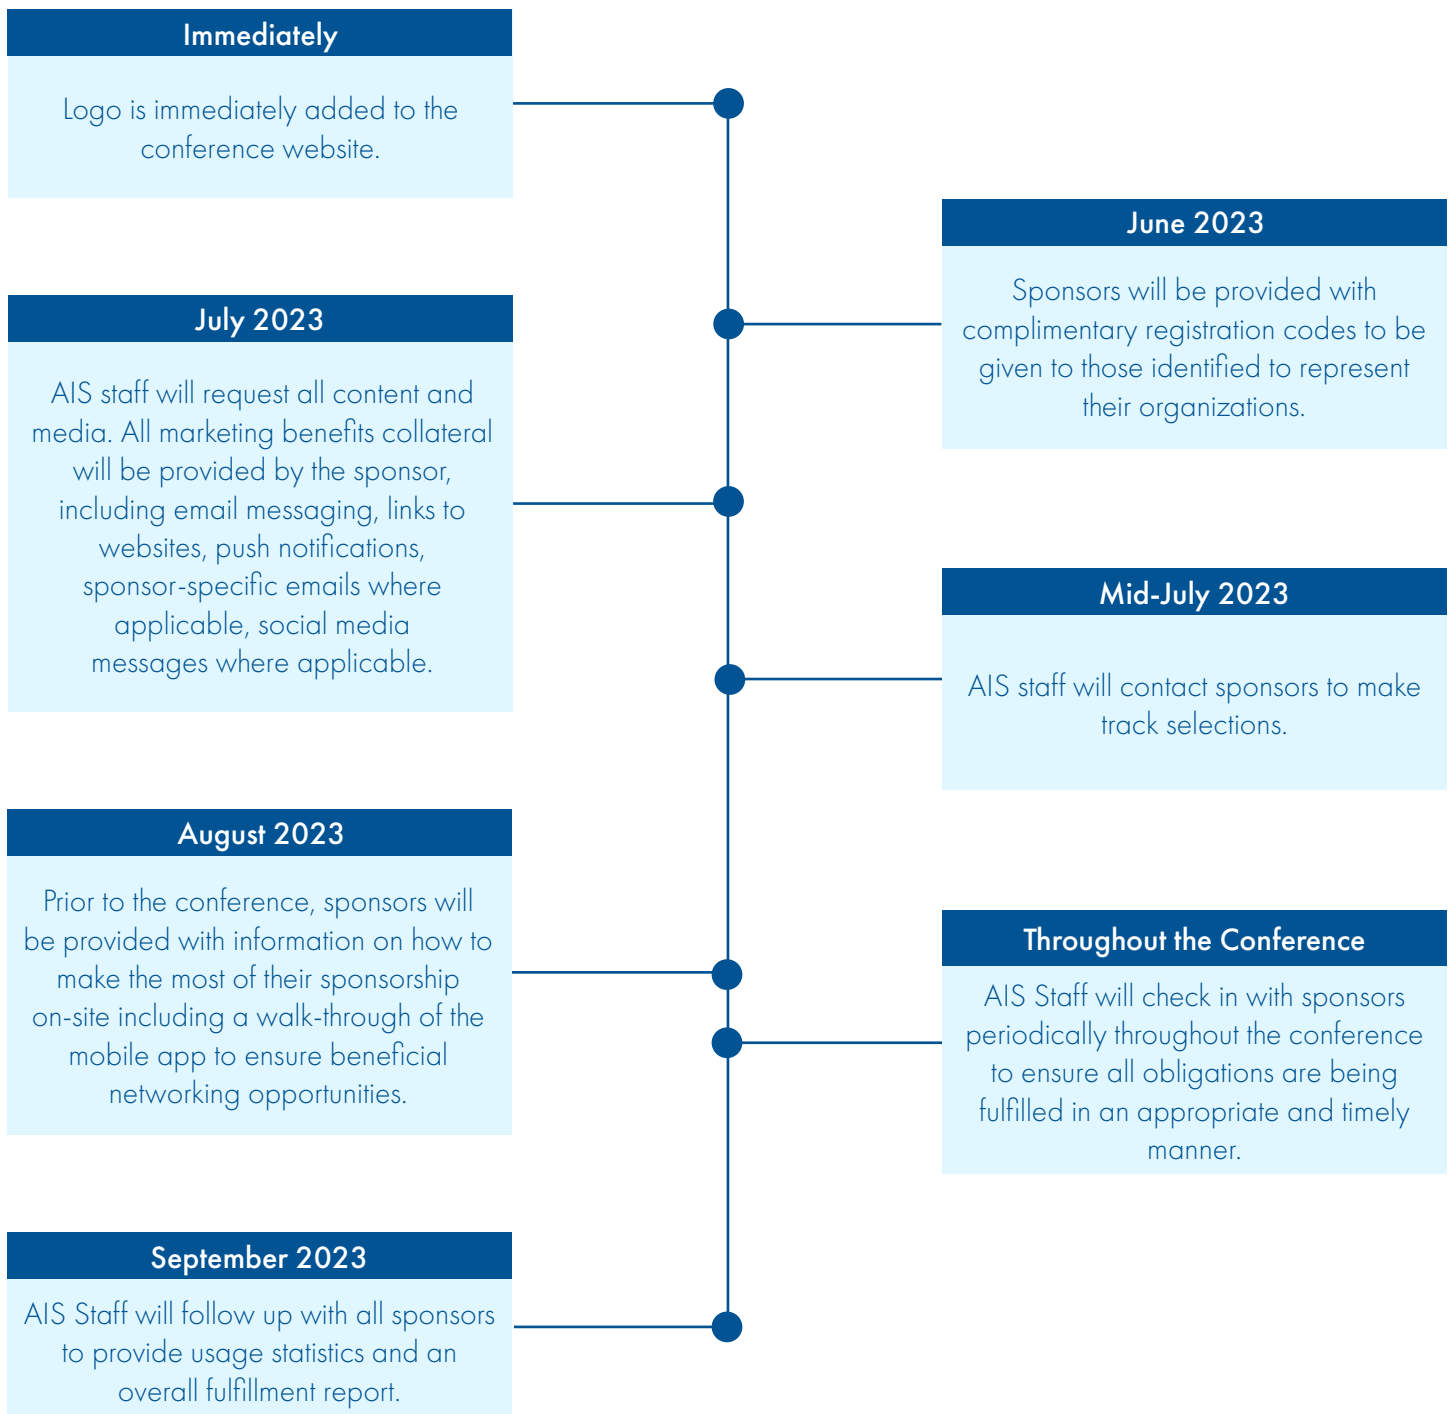 Immediately
Logo is immediately added to the
conference website.
June 2023
Sponsors will be provided with
complimentary registration codes to be
given to those identified to represent
their organizations.
July 2023
AIS staff will request all content and
media. All marketing benefits collateral
will be provided by the sponsor,
including email messaging, links to
websites, push notifications,
sponsor-specific emails where
applicable, social media
messages where applicable.
Mid-July 2023
AIS staff will contact sponsors to make
track selections.
August 2023
Prior to the conference, sponsors will
be provided with information on how to
make the most of their sponsorship
on-site including a walk-through of the
mobile app to ensure beneficial
networking opportunities.
Throughout the Conference
AIS Staff will check in with sponsors
periodically throughout the conference
to ensure all obligations are being
fulfilled in an appropriate and timely
manner.
September 2023
AIS Staff will follow up with all sponsors
to provide usage statistics and an
overall fulfillment report.